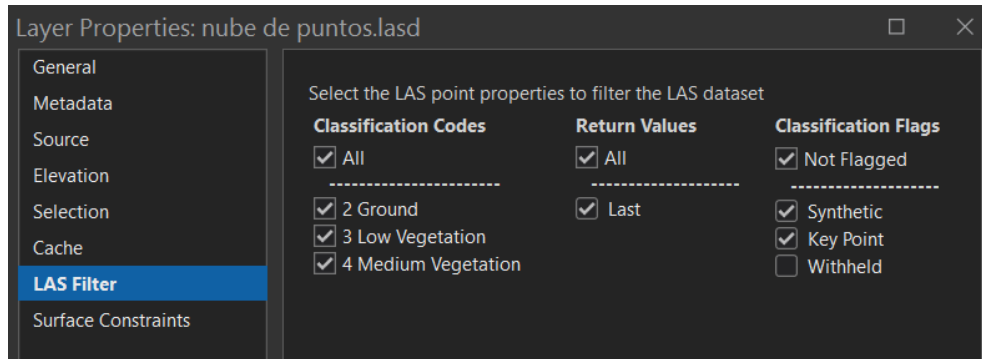 Layer Properties: nube de puntos.lasd
General
Metadata
Source
Elevation
Selection
Cache
LAS Filter
Surface Constraints
Select the LAS point properties to filter the LAS dataset
Classification Codes
All
-----------------------
2 Ground
3 Low Vegetation
4 Medium Vegetation
Return Values
All
--------------------
Last
Classification Flags
Not Flagged
--------------------
Synthetic
Key Point
Withheld